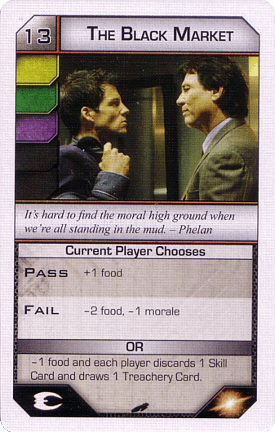 13 THE BLACK MARKET
It's hard to find the moral high ground when
we're all standing in the mud. – Phelan
Current Player Chooses
PASS +1 food
FAIL –2 food, –1 morale
OR
–1 food and each player discards 1 Skill
Card and draws 1 Treachery Card.